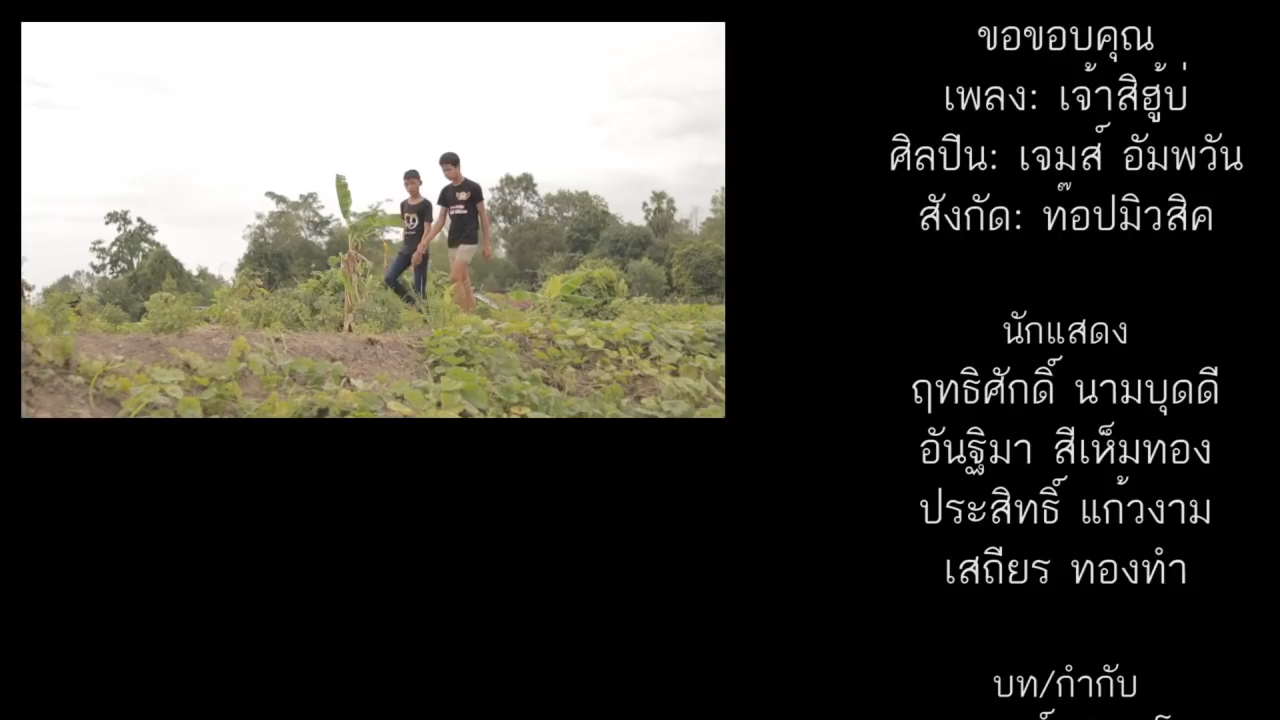 ขอขอบคุณ
เพลง: เจ้าสิฮู้บ่
ศิลปิน: เจมส์ อัมพวัน
สังกัด: ท๊อปมิวสิค
นักแสดง
ฤทธิศักดิ์ นามบุดดี
อันฐิมา สีเห็มทอง
ประสิทธิ์ แก้วงาม
เสถียร ทองทำ
บท/กำกับ